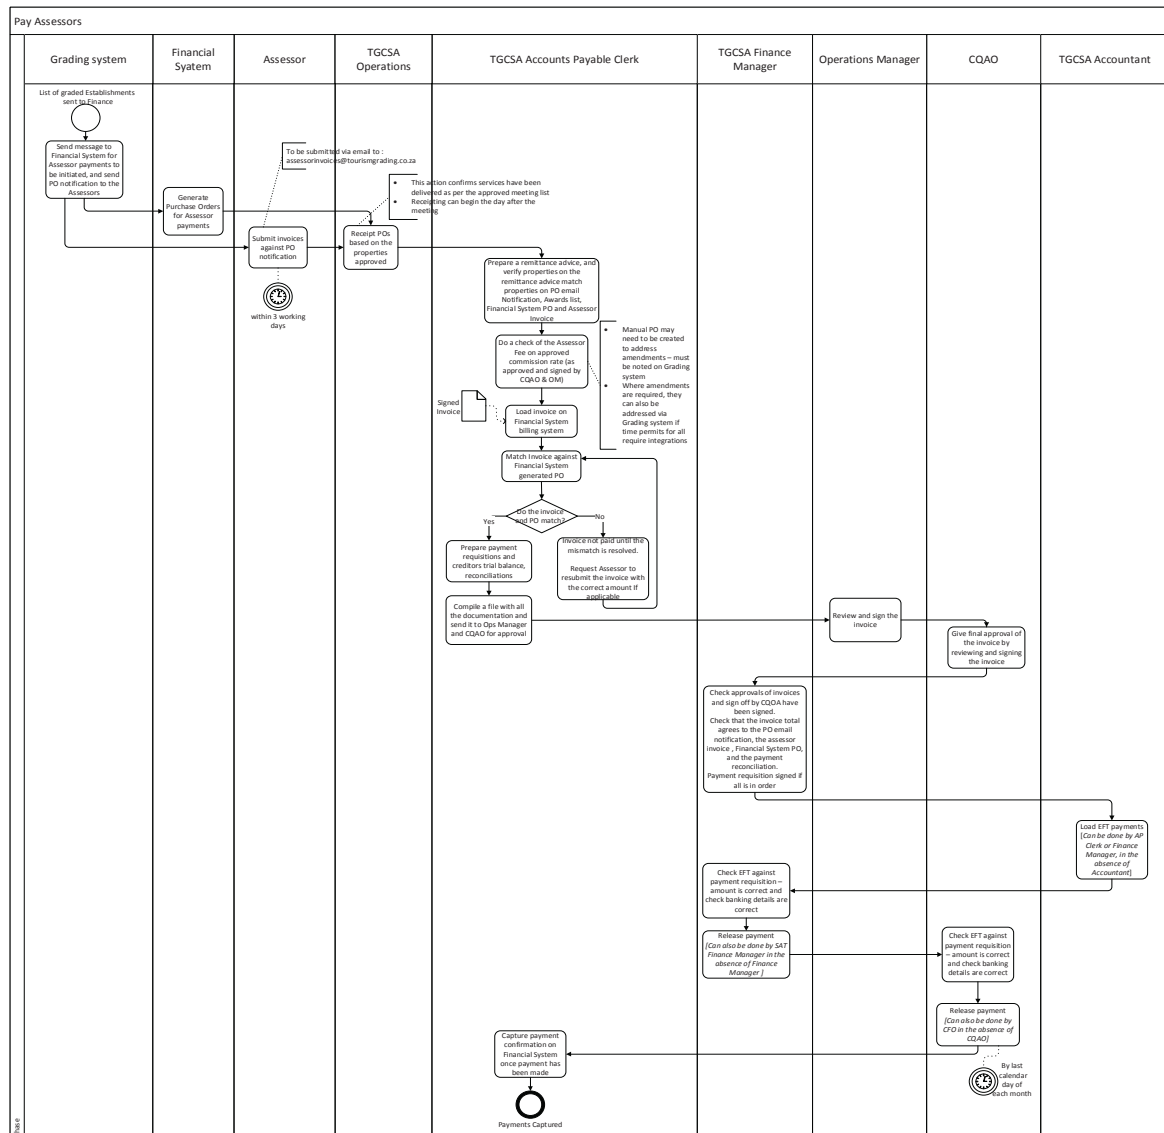 Pay Assessors
Grading system
Financial
Syatem
Assessor
TGCSA
Operations
TGCSA Accounts Payable Clerk
TGCSA Finance
Manager
Operations Manager
CQAO
TGCSA Accountant
List of graded Establishments
sent to Finance
Send message to
Financial System for
Assessor payments to
be initiated, and send
PO notification to the
Assessors
To be submitted via email to :
assessorinvoices@tourismgrading.co.za
• This action confirms services have been
delivered as per the approved meeting list
• Receipting can begin the day after the
meeting
Generate
Purchase Orders
for Assessor
payments
Submit invoices
against PO
notification
within 3 working
days
Receipt POs
based on the
properties
approved
Prepare a remittance advice, and
verify properties on the
remittance advice match
properties on PO email
Notification, Awards list,
Financial System PO and Assessor
Invoice
Do a check of the Assessor
Fee on approved
commission rate (as
approved and signed by
CQAO & OM)
• Manual PO may
need to be created
to address
amendments – must
be noted on Grading
system
• Where amendments
are required, they
can also be
addressed via
Grading system if
time permits for all
require integrations
Signed
Invoice
Load invoice on
Financial System
billing system
Match Invoice against
Financial System
generated PO
Do the invoice
and PO match?
Yes
No
Prepare payment
requisitions and
creditors trial balance,
reconciliations
Invoice not paid until the
mismatch is resolved.
Request Assessor to
resubmit the invoice with
the correct amount if
applicable
Compile a file with all
the documentation and
send it to Ops Manager
and CQAO for approval
Review and sign the
invoice
Give final approval of
the invoice by
reviewing and signing
the invoice
Check approvals of invoices
and sign off by CQOA have
been signed.
Check that the invoice total
agrees to the PO email
notification, the assessor
invoice , Financial System PO,
and the payment
reconciliation.
Payment requisition signed if
all is in order
Load EFT payments
[Can be done by AP
Clerk or Finance
Manager, in the
absence of
Accountant]
Check EFT against
payment requisition –
amount is correct and
check banking details are
correct
Release payment
[Can also be done by SAT
Finance Manager in the
absence of Finance
Manager ]
Check EFT against
payment requisition
– amount is correct
and check banking
details are correct
Release payment
[Can also be done by
CFO in the absence of
CQAO]
By last
calendar
day of
each month
Capture payment
confirmation on
Financial System
once payment has
been made
Payments Captured